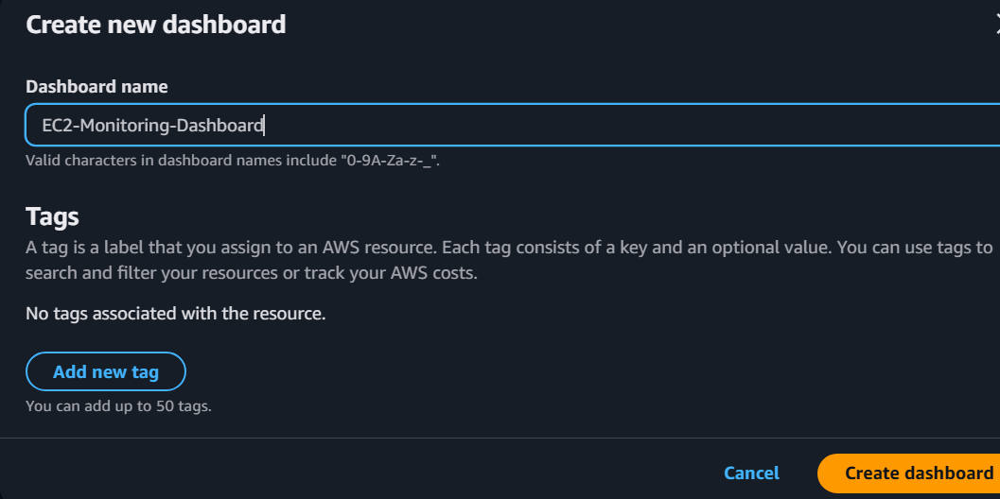 Create new dashboard
Dashboard name
EC2-Monitoring-Dashboard
Valid characters in dashboard names include "0-9A-Za-z-_".
Tags
A tag is a label that you assign to an AWS resource. Each tag consists of a key and an optional value. You can use tags to
search and filter your resources or track your AWS costs.
No tags associated with the resource.
Add new tag
You can add up to 50 tags.
Cancel
Create dashboard